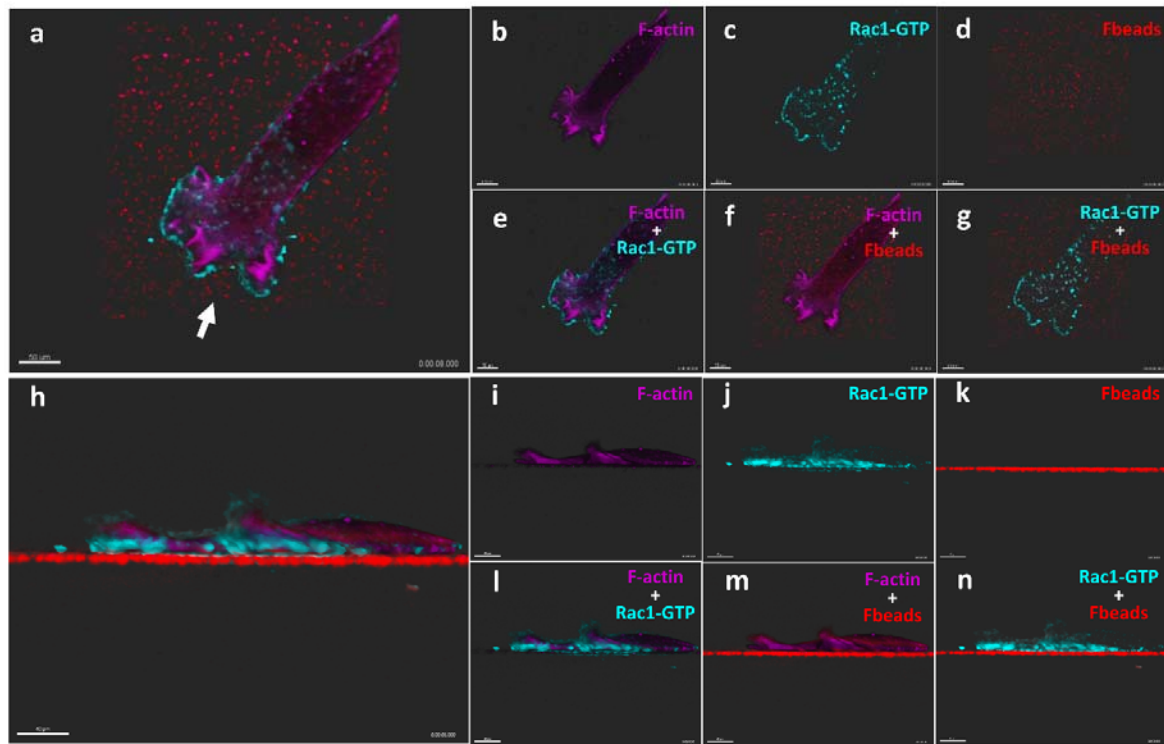 a
50 µm
0:00:08.000
b
F-actin
c
Rac1-GTP
d
Fbeads
e
F-actin
+
Rac1-GTP
f
F-actin
+
Fbeads
g
Rac1-GTP
+
Fbeads
h
i
F-actin
j
Rac1-GTP
k
Fbeads
l
F-actin
+
Rac1-GTP
m
F-actin
+
Fbeads
n
Rac1-GTP
+
Fbeads